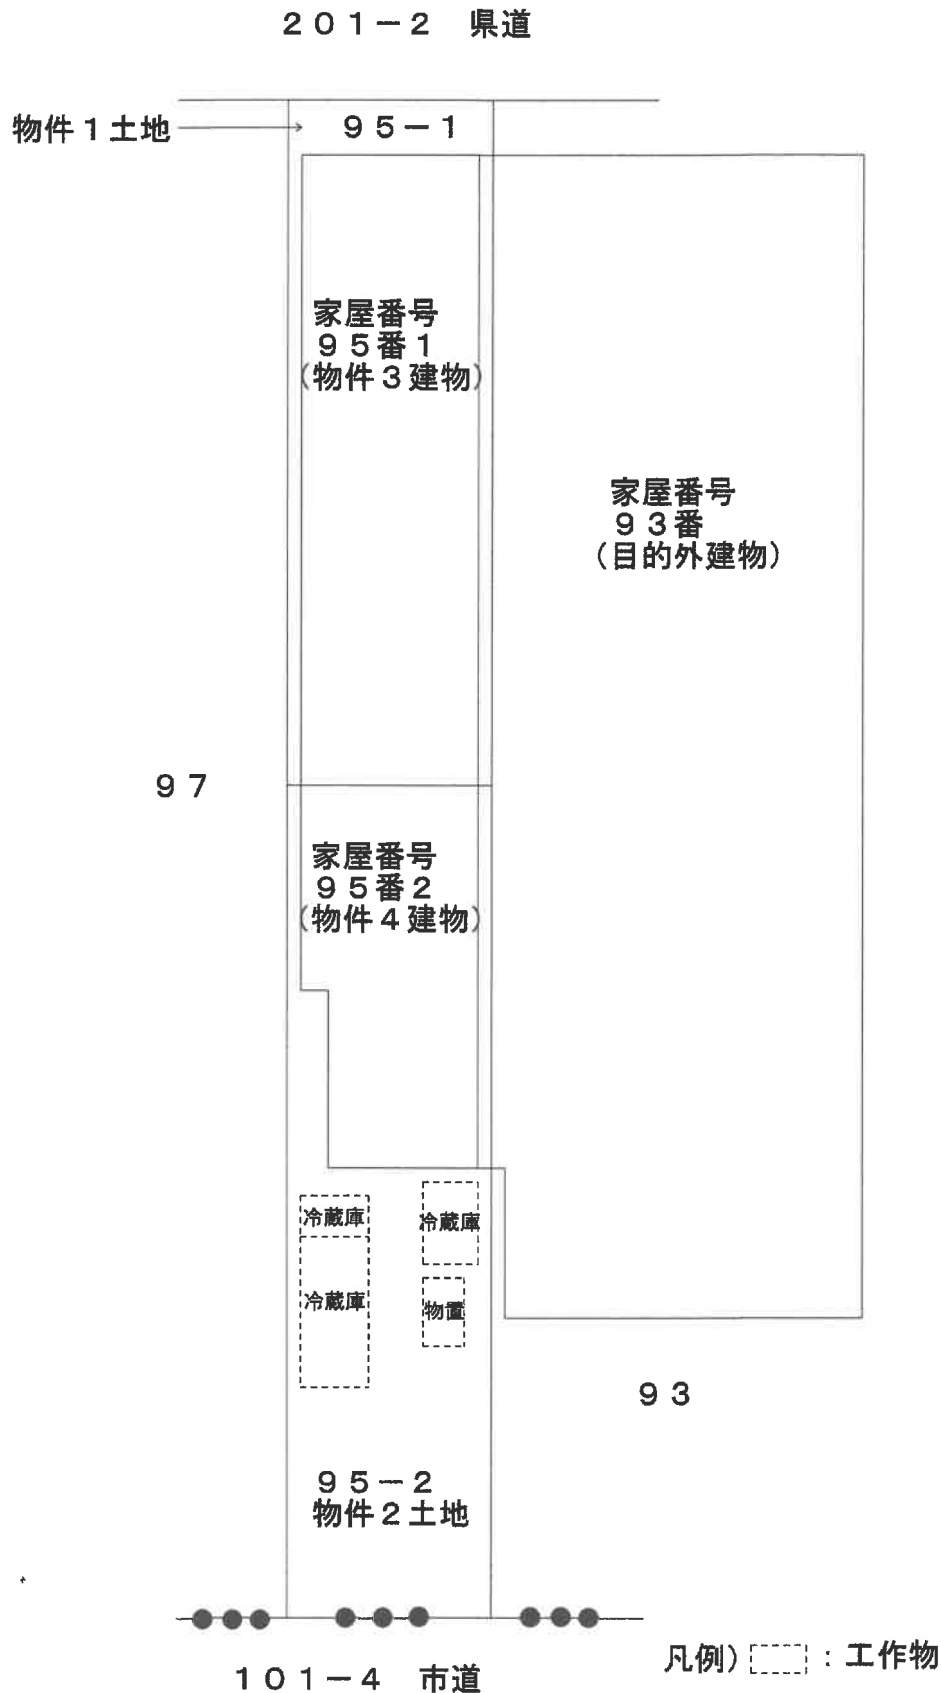 201-2　県道
物件1土地
95-1
家屋番号
95番1
(物件3建物)
家屋番号
93番
(目的外建物)
97
家屋番号
95番2
(物件4建物)
冷蔵庫
冷蔵庫
冷蔵庫
物置
93
95-2
物件2土地
101-4　市道
凡例) : 工作物